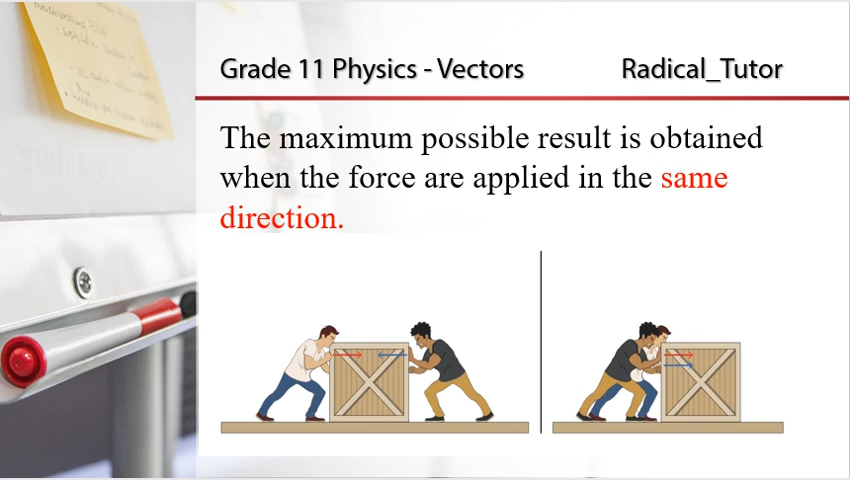 Grade 11 Physics - Vectors Radical_Tutor
The maximum possible result is obtained
when the force are applied in the same
direction.